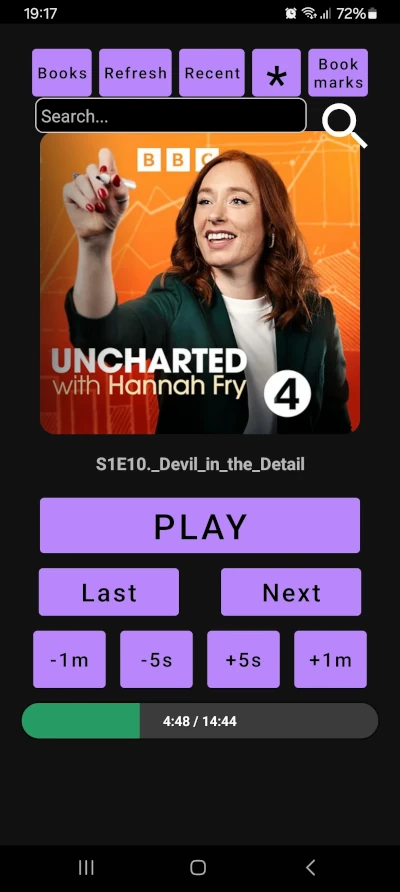 19:17
72%
Books
Refresh
Recent
*
Book
marks
Search...
BBC
UNCHARTED
with Hannah Fry
4
S1E10._Devil_in_the_Detail
PLAY
Last
Next
-1m
-5s
+5s
+1m
4:48 / 14:44